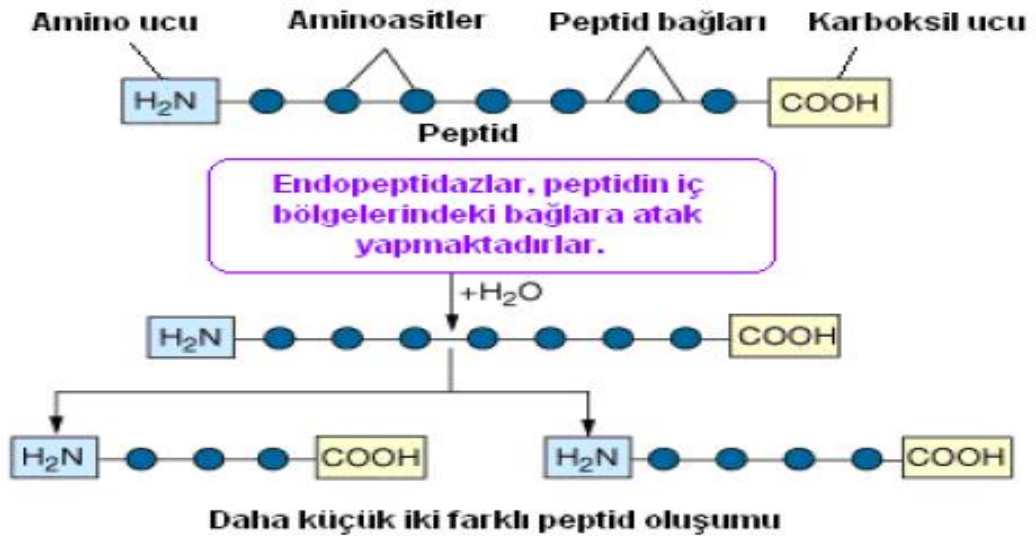 Amino ucu Aminoasitler Peptid bağları Karboksil ucu
H₂N COOH
Peptid
Endopeptidazlar, peptidin iç
bölgelerindeki bağlara atak
yapmaktadırlar.
+H₂O
H₂N COOH
H₂N COOH H₂N COOH
Daha küçük iki farklı peptid oluşumu